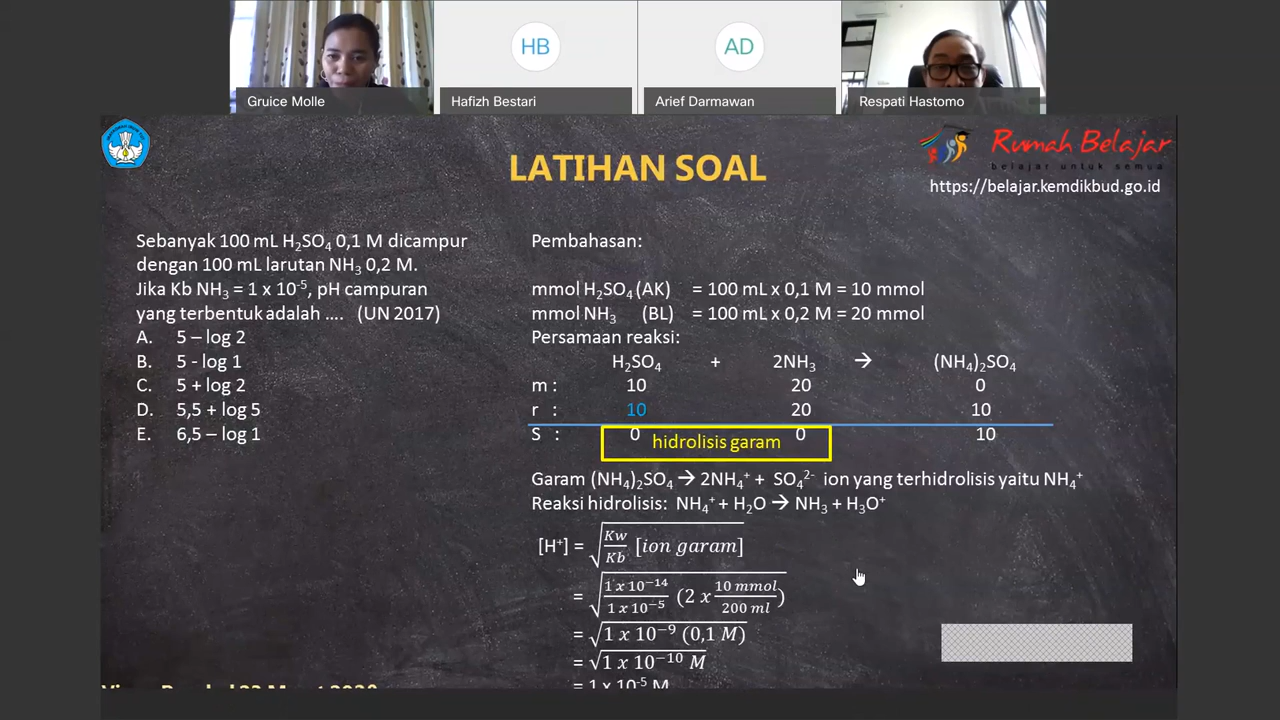 HB
AD
Gruice Molle
Hafizh Bestari
Arief Darmawan
Respati Hastomo
LATIHAN SOAL
Rumah Belajar
belajar untuk semua
https://belajar.kemdikbud.go.id
Sebanyak 100 mL H₂SO₄ 0,1 M dicampur
dengan 100 mL larutan NH₃ 0,2 M.
Jika Kb NH₃ = 1 x 10⁻⁵, pH campuran
yang terbentuk adalah .... (UN 2017)
A. 5 – log 2
B. 5 - log 1
C. 5 + log 2
D. 5,5 + log 5
E. 6,5 – log 1
Pembahasan:
mmol H₂SO₄ (AK) = 100 mL x 0,1 M = 10 mmol
mmol NH₃ (BL) = 100 mL x 0,2 M = 20 mmol
Persamaan reaksi:
H₂SO₄ + 2NH₃ → (NH₄)₂SO₄
m : 10 20 0
r : 10 20 10
S : 0 0 10
hidrolisis garam
Garam (NH₄)₂SO₄ → 2NH₄⁺ + SO₄²⁻ ion yang terhidrolisis yaitu NH₄⁺
Reaksi hidrolisis: NH₄⁺ + H₂O → NH₃ + H₃O⁺
[H⁺] = √(Kw/Kb [ion garam])
= √(1 x 10⁻¹⁴/1 x 10⁻⁵ (2 x 10 mmol/200 ml))
= √(1 x 10⁻⁹ (0,1 M))
= √(1 x 10⁻¹⁰ M)
= 1 x 10⁻⁵ M